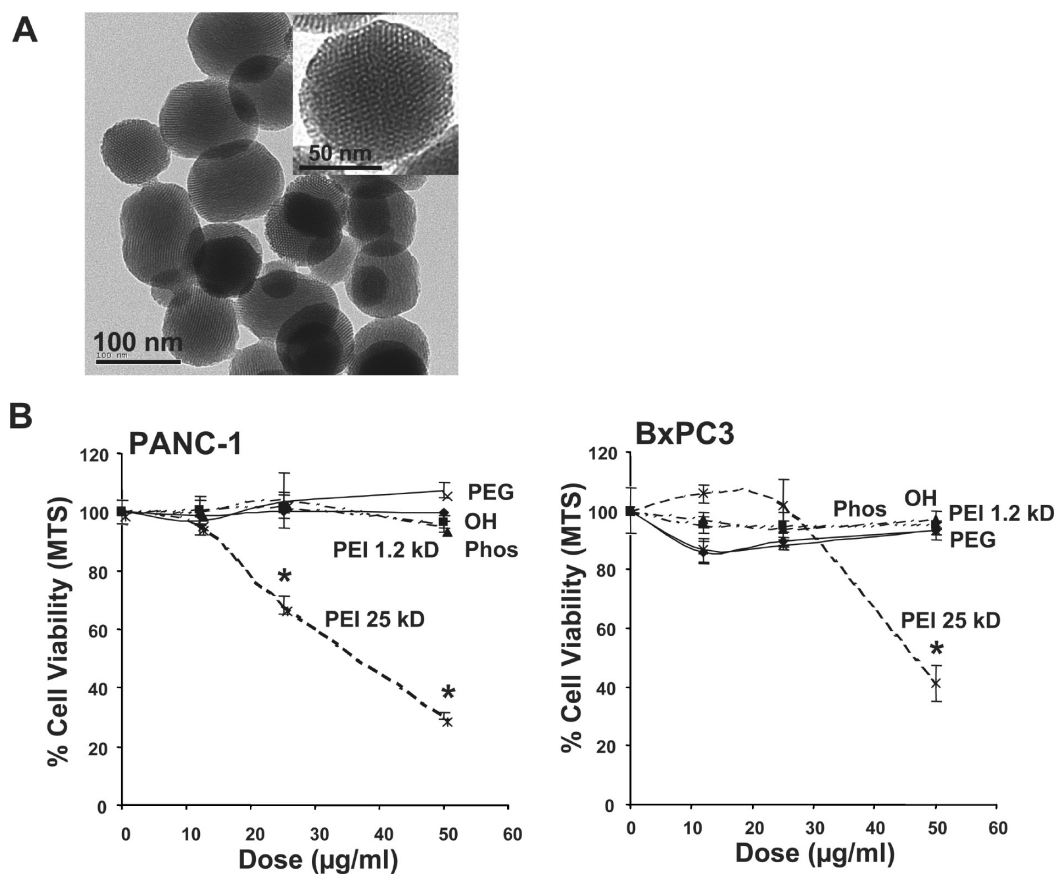 A
50 nm
100 nm
100 nm
B
PANC-1
120
100
80
60
40
20
0
% Cell Viability (MTS)
PEG
OH
PEI 1.2 kD
Phos
*
PEI 25 kD
*
0 10 20 30 40 50 60
Dose (µg/ml)
BxPC3
120
100
80
60
40
20
0
% Cell Viability (MTS)
OH
Phos
PEI 1.2 kD
PEG
PEI 25 kD
*
0 10 20 30 40 50 60
Dose (µg/ml)